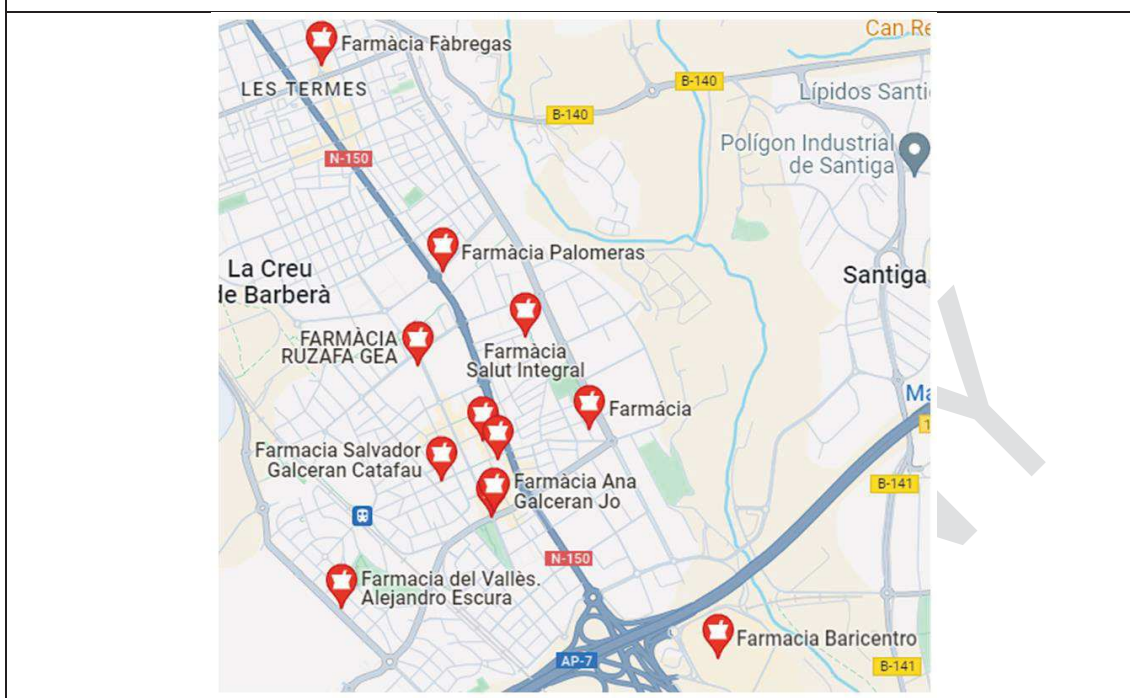 Can Re
Farmàcia Fàbregas
LES TERMES
B-140
B-140
Lípidos Santi
Polígon Industrial
de Santiga
N-150
Farmàcia Palomeras
La Creu
de Barberà
Santiga
FARMÀCIA
RUZAFA GEA
Farmàcia
Salut Integral
Ma
Farmácia
1
Farmacia Salvador
Galceran Catafau
Farmàcia Ana
Galceran Jo
B-141
N-150
Farmacia del Vallès.
Alejandro Escura
Farmacia Baricentro
AP-7
B-141
Y